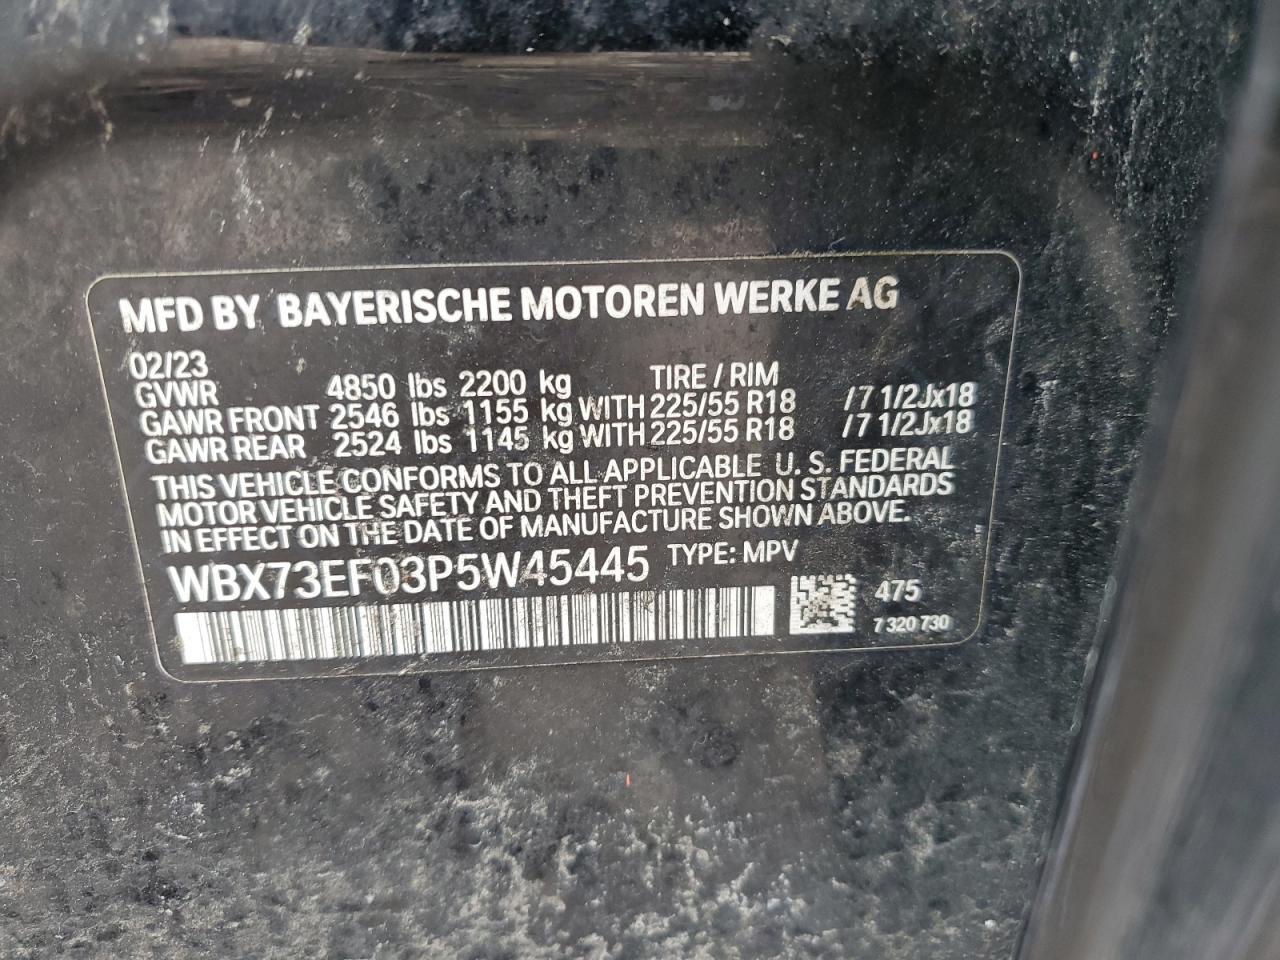 MFD BY BAYERISCHE MOTOREN WERKE AG
02/23 TIRE / RIM
GVWR 4850 lbs 2200 kg
GAWR FRONT 2546 lbs 1155 kg WITH 225/55 R18 /7 1/2Jx18
GAWR REAR 2524 lbs 1145 kg WITH 225/55 R18 /7 1/2Jx18
THIS VEHICLE CONFORMS TO ALL APPLICABLE U. S. FEDERAL
MOTOR VEHICLE SAFETY AND THEFT PREVENTION STANDARDS
IN EFFECT ON THE DATE OF MANUFACTURE SHOWN ABOVE.
WBX73EF03P5W45445 TYPE: MPV
475
7 320 730